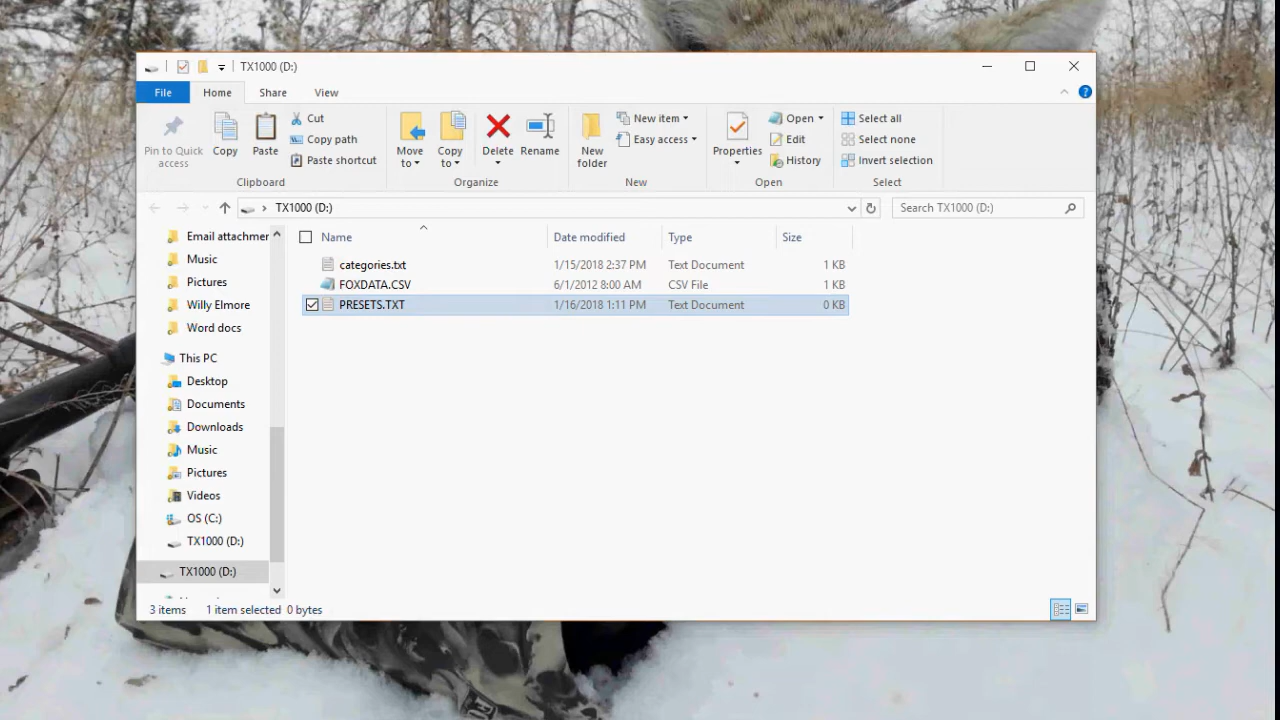 TX1000 (D:)
File Home Share View
Pin to Quick access
Copy
Paste
Cut
Copy path
Paste shortcut
Clipboard
Move to
Copy to
Delete
Rename
Organize
New folder
New item
Easy access
New
Properties
Open
Edit
History
Open
Select all
Select none
Invert selection
Select
TX1000 (D:)
Search TX1000 (D:)
Email attachmer
Music
Pictures
Willy Elmore
Word docs
This PC
Desktop
Documents
Downloads
Music
Pictures
Videos
OS (C:)
TX1000 (D:)
TX1000 (D:)
Name Date modified Type Size
categories.txt 1/15/2018 2:37 PM Text Document 1 KB
FOXDATA.CSV 6/1/2012 8:00 AM CSV File 1 KB
PRESETS.TXT 1/16/2018 1:11 PM Text Document 0 KB
3 items 1 item selected 0 bytes